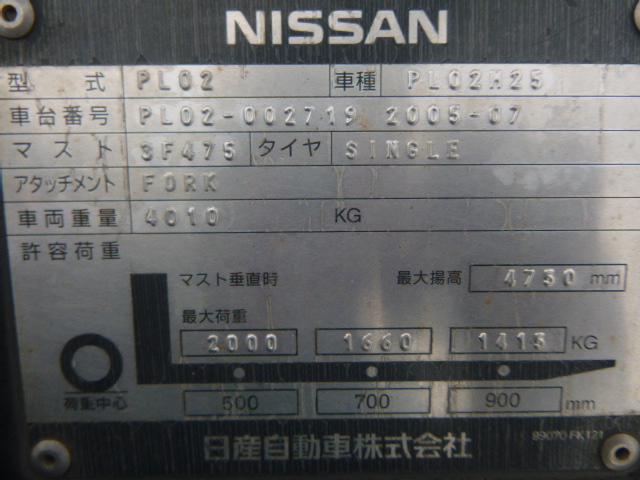 NISSAN
型式 PL02 車種 PL02M25
車台番号 PL02-002719 2005-07
マスト 3F475 タイヤ SINGLE
アタッチメント FORK
車両重量 4010 KG
許容荷重
マスト垂直時 最大揚高 4750 mm
最大荷重
2000 1660 1415 KG
荷重中心 500 700 900 mm
日産自動車株式会社 99070-FK121